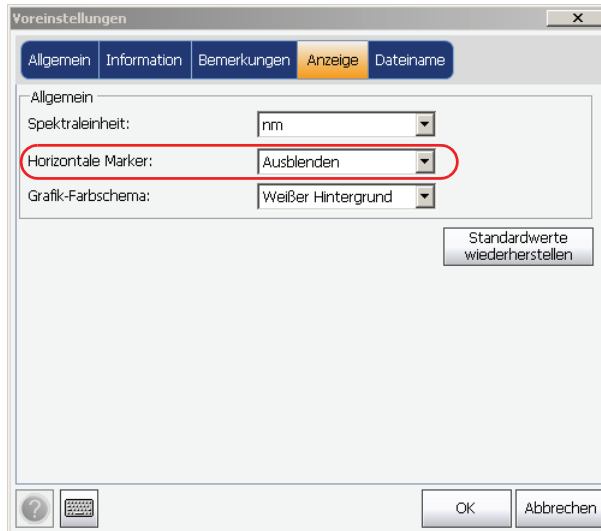 Voreinstellungen
Allgemein Information Bemerkungen Anzeige Dateiname
Allgemein
Spektraleinheit: nm
Horizontale Marker: Ausblenden
Grafik-Farbschema: Weißer Hintergrund
Standardwerte
wiederherstellen
OK Abbrechen